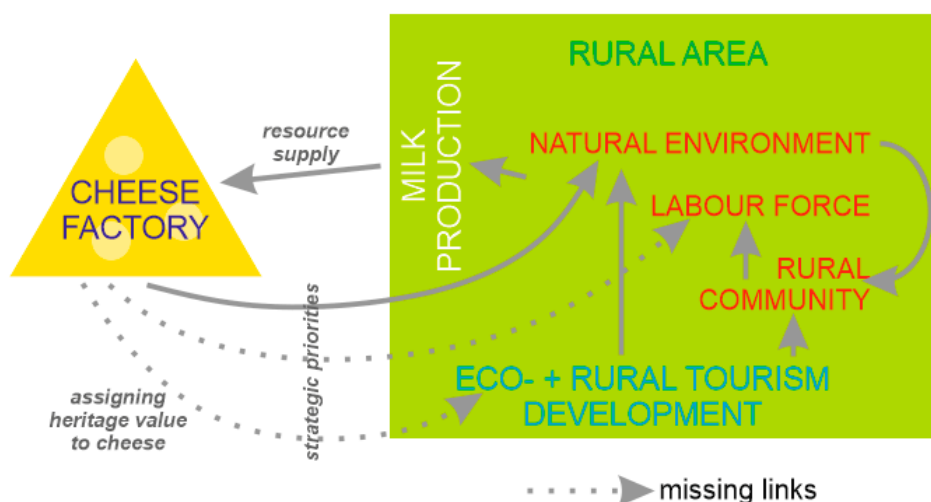 RURAL AREA
resource
supply
MILK
PRODUCTION
NATURAL ENVIRONMENT
CHEESE
FACTORY
LABOUR FORCE
RURAL
COMMUNITY
strategic priorities
ECO- + RURAL TOURISM
DEVELOPMENT
assigning
heritage value
to cheese
missing links